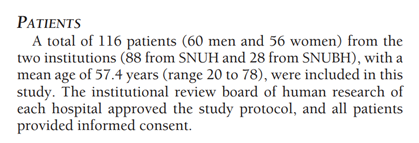 PATIENTS
A total of 116 patients (60 men and 56 women) from the
two institutions (88 from SNUH and 28 from SNUBH), with a
mean age of 57.4 years (range 20 to 78), were included in this
study. The institutional review board of human research of
each hospital approved the study protocol, and all patients
provided informed consent.